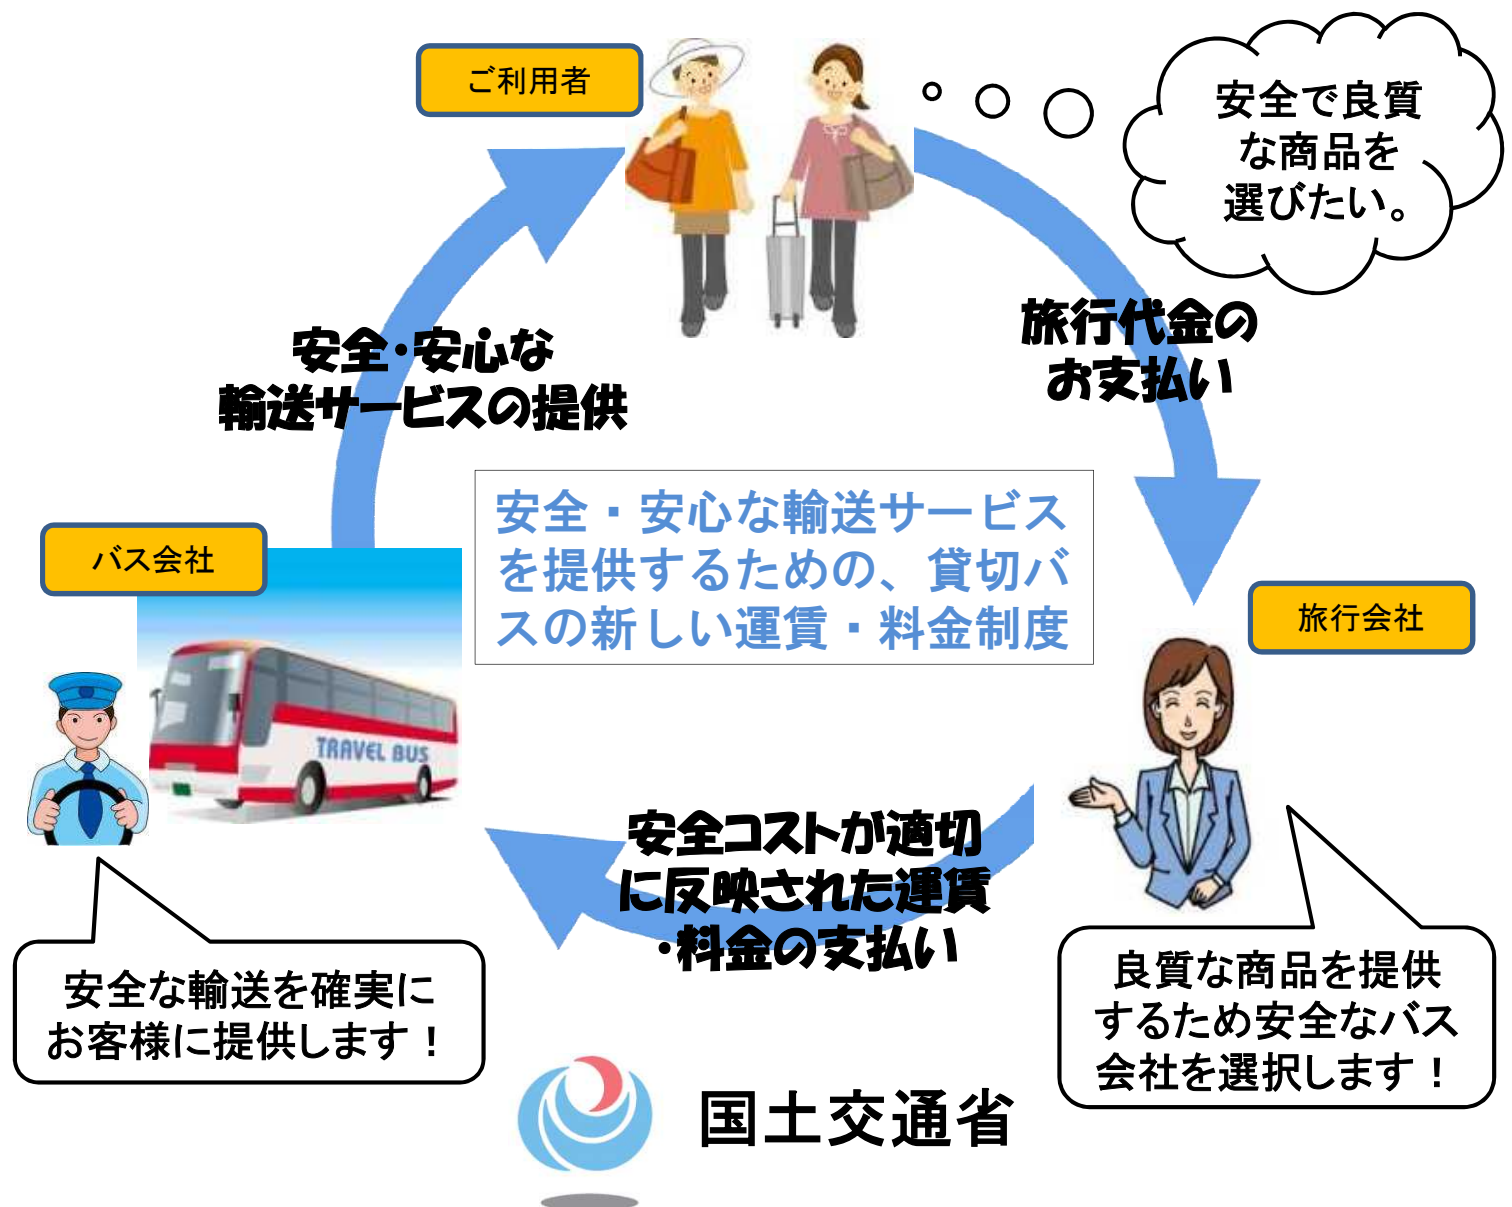 ご利用者
安全で良質
な商品を
選びたい。
旅行代金の
お支払い
安全・安心な
輸送サービスの提供
安全・安心な輸送サービス
を提供するための、貸切バ
スの新しい運賃・料金制度
バス会社
旅行会社
TRAVEL BUS
安全コストが適切
に反映された運賃
・料金の支払い
安全な輸送を確実に
お客様に提供します！
良質な商品を提供
するため安全なバス
会社を選択します！
国土交通省